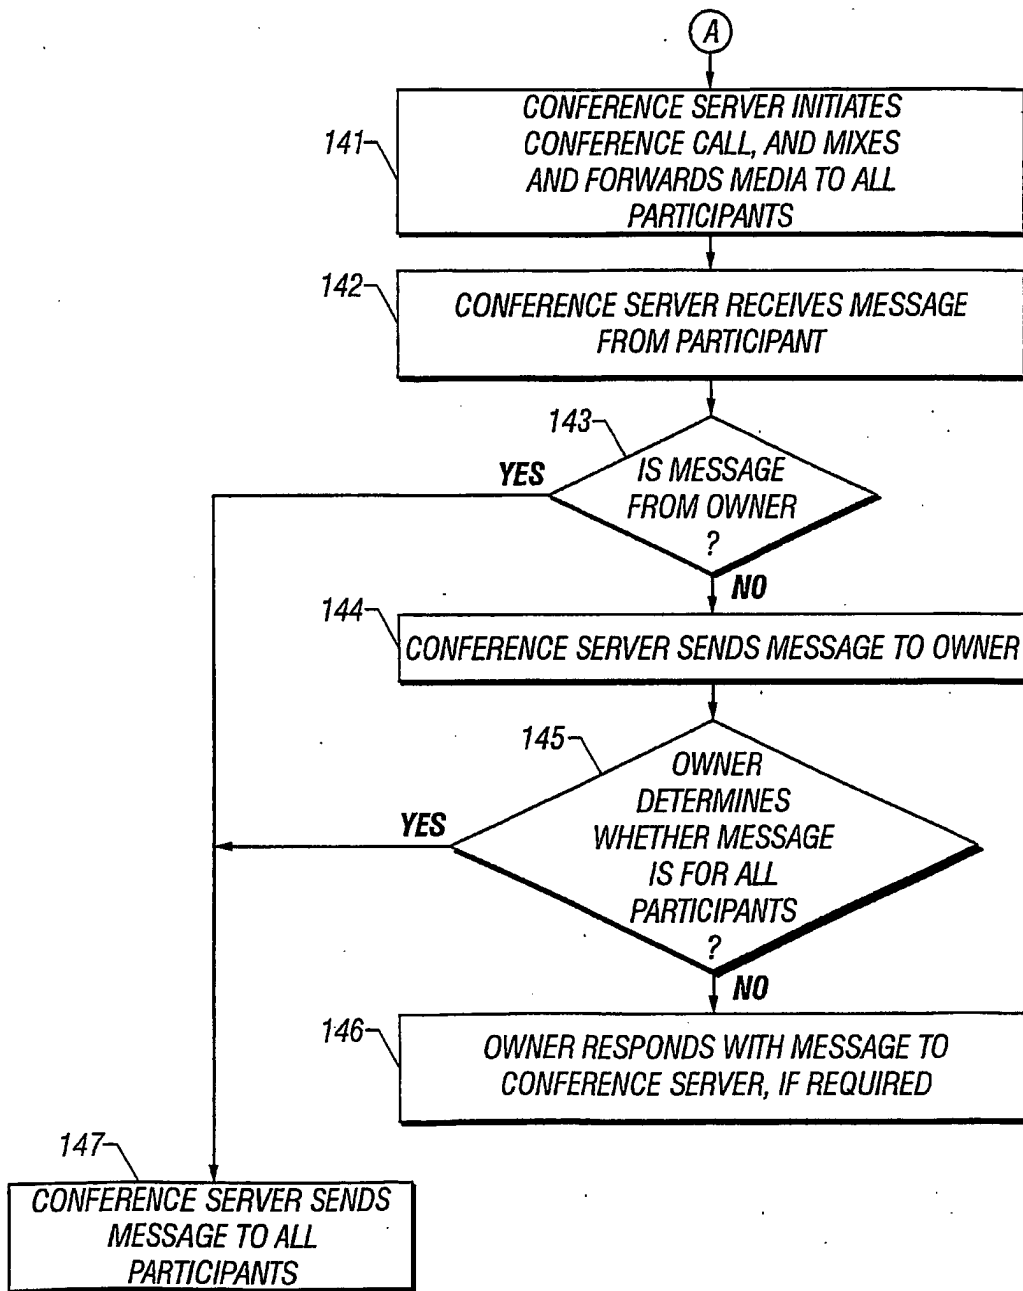 A
141
CONFERENCE SERVER INITIATES
CONFERENCE CALL, AND MIXES
AND FORWARDS MEDIA TO ALL
PARTICIPANTS
142
CONFERENCE SERVER RECEIVES MESSAGE
FROM PARTICIPANT
143
YES
IS MESSAGE
FROM OWNER
?
NO
144
CONFERENCE SERVER SENDS MESSAGE TO OWNER
145
YES
OWNER
DETERMINES
WHETHER MESSAGE
IS FOR ALL
PARTICIPANTS
?
NO
146
OWNER RESPONDS WITH MESSAGE TO
CONFERENCE SERVER, IF REQUIRED
147
CONFERENCE SERVER SENDS
MESSAGE TO ALL
PARTICIPANTS